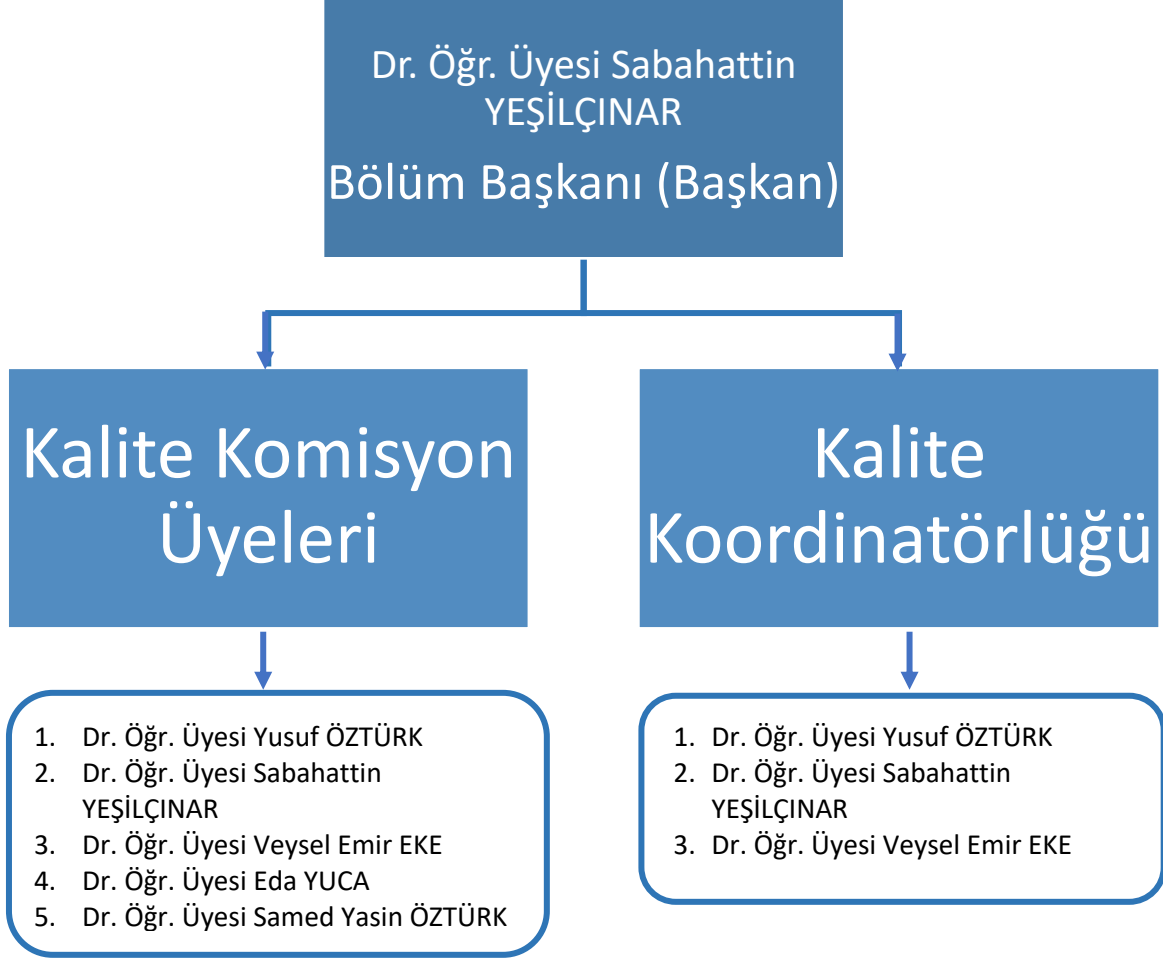 Dr. Öğr. Üyesi Sabahattin
YEŞİLÇINAR
Bölüm Başkanı (Başkan)
Kalite Komisyon
Üyeleri
Kalite
Koordinatörlüğü
1. Dr. Öğr. Üyesi Yusuf ÖZTÜRK
2. Dr. Öğr. Üyesi Sabahattin
YEŞİLÇINAR
3. Dr. Öğr. Üyesi Veysel Emir EKE
4. Dr. Öğr. Üyesi Eda YUCA
5. Dr. Öğr. Üyesi Samed Yasin ÖZTÜRK
1. Dr. Öğr. Üyesi Yusuf ÖZTÜRK
2. Dr. Öğr. Üyesi Sabahattin
YEŞİLÇINAR
3. Dr. Öğr. Üyesi Veysel Emir EKE